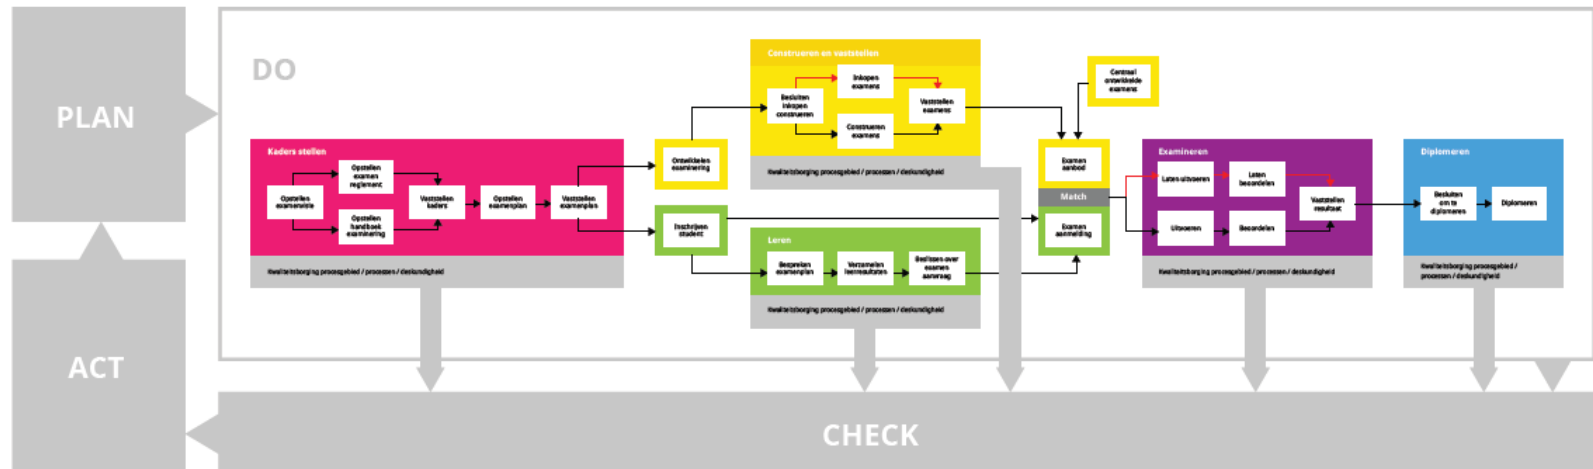 PLAN
DO
Kaders stellen
Opstellen
examenvisie
Opstellen
examen
reglement
Opstellen
handboek
examinering
Vaststellen
kaders
Opstellen
examenplan
Vaststellen
examenplan
Kwaliteitsborging procesgebied / processen / deskundigheid
Ontwikkelen
examinering
Inschrijven
student
Construeren en vaststellen
Besluiten
inkopen
construeren
Inkopen
examens
Construeren
examens
Vaststellen
examens
Kwaliteitsborging procesgebied / processen / deskundigheid
Leren
Bespreken
examenplan
Verzamelen
leerresultaten
Beslissen over
examen
aanvraag
Kwaliteitsborging procesgebied / processen / deskundigheid
Centraal
ontwikkelde
examens
Examen
aanbod
Match
Examen
aanmelding
Examineren
Laten uitvoeren
Laten
beoordelen
Uitvoeren
Beoordelen
Vaststellen
resultaat
Kwaliteitsborging procesgebied / processen / deskundigheid
Diplomeren
Besluiten
om te
diplomeren
Diplomeren
Kwaliteitsborging procesgebied /
processen / deskundigheid
ACT
CHECK